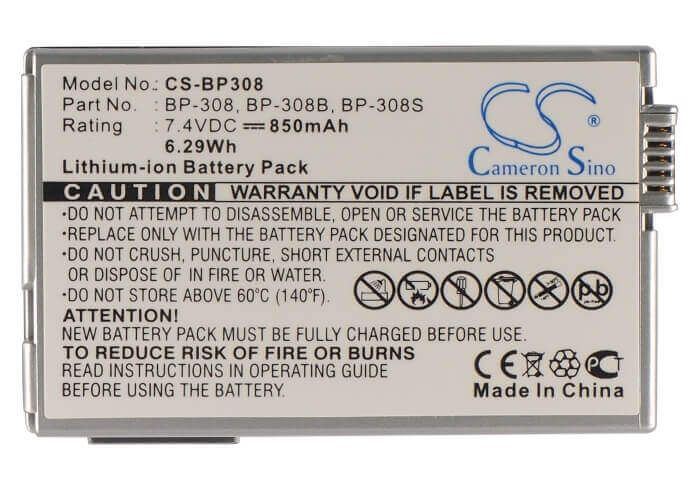 Model No.: CS-BP308
BP-308, BP-308B, BP-308S
Rating : 7.4VDC 850mAh
6.29Wh
Lithium-ion Battery Pack
CS
®
Cameron Sino
CAUTION WARRANTY VOID IF LABEL IS REMOVED
•DO NOT ATTEMPT TO DISASSEMBLE, OPEN OR SERVICE THE BATTERY PACK
•REPLACE ONLY WITH THE BATTERY PACK DESIGNATED FOR THIS PRODUCT.
•DO NOT CRUSH, PUNCTURE, SHORT EXTERNAL CONTACTS
OR DISPOSE OF IN FIRE OR WATER.
•DO NOT STORE ABOVE 60°C (140°F).
Pb
ATTENTION!
NEW BATTERY PACK MUST BE FULLY CHARGED BEFORE USE
•RISK OF FIRE OR BURNS
READ INSTRUCTIONS IN OPERATING GUIDE
BEFORE USING THIS BATTERY.
CE
Made In China